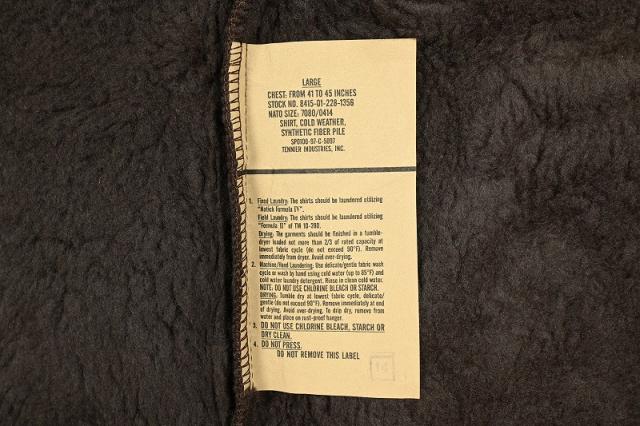 LARGE
CHEST: FROM 41 TO 45 INCHES
STOCK NO. 8415-01-228-1356
NATO SIZE: 7080/0414
SHIRT, COLD WEATHER,
SYNTHETIC FIBER PILE
SPO100-97-C-5007
TENNIER INDUSTRIES, INC.
1. Fixed Laundry: The shirts should be laundered utilizing
"Natick Formula IV".
Field Laundry: The shirts should be laundered utilizing
"Formula II" of TM 10-280.
Drying: The garments should be finished in a tumble-
dryer loaded not more than 2/3 of rated capacity at
lowest fabric cycle (do not exceed 90°F). Remove
immediately from dryer. Avoid over-drying.
2. Machine/Hand Laundering: Use delicate/gentle fabric wash
cycle or wash by hand using cold water (up to 85°F) and
cold water laundry detergent. Rinse in clean cold water.
NOTE: DO NOT USE CHLORINE BLEACH OR STARCH.
DRYING: Tumble dry at lowest fabric cycle, delicate/
gentle (do not exceed 90°F). Remove immediately at end
of drying. Avoid over-drying. To drip dry, remove from
water and place on rust-proof hanger.
3. DO NOT USE CHLORINE BLEACH, STARCH OR
DRY CLEAN.
4. DO NOT PRESS.
DO NOT REMOVE THIS LABEL